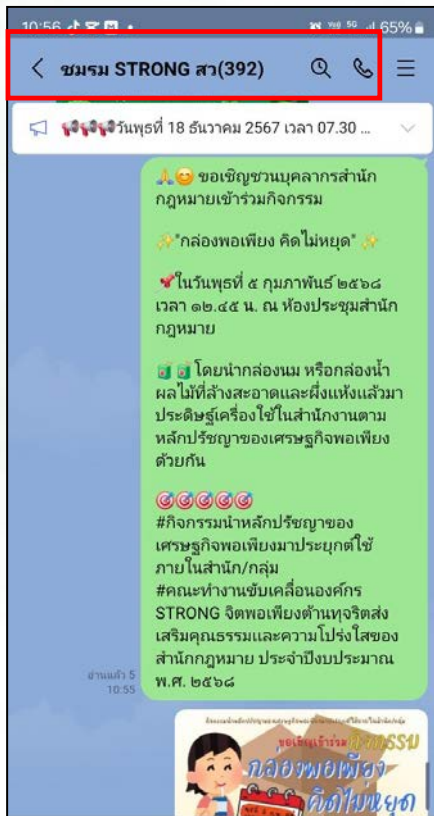 10:56
65%
ชมรม STRONG สว(392)
วันพุธที่ 18 ธันวาคม 2567 เวลา 07.30 ...
ขอเชิญชวนบุคลากรสำนัก
กฎหมายเข้าร่วมกิจกรรม
"กล่องพอเพียง คิดไม่หยุด"
ในวันพุธที่ ๕ กุมภาพันธ์ ๒๕๖๘
เวลา ๑๒.๔๕ น. ณ ห้องประชุมสำนัก
กฎหมาย
โดยนำกล่องนม หรือกล่องน้ำ
ผลไม้ที่ล้างสะอาดและผึ่งแห้งแล้วมา
ประดิษฐ์เครื่องใช้ในสำนักงานตาม
หลักปรัชญาของเศรษฐกิจพอเพียง
ด้วยกัน
#กิจกรรมนำหลักปรัชญาของ
เศรษฐกิจพอเพียงมาประยุกต์ใช้
ภายในสำนัก/กลุ่ม
#คณะทำงานขับเคลื่อนองค์กร
STRONG จิตพอเพียงต้านทุจริตส่ง
เสริมคุณธรรมและความโปร่งใสของ
สำนักกฎหมาย ประจำปีงบประมาณ
พ.ศ. ๒๕๖๘
อ่านแล้ว 5
10:55
ขอเชิญเข้าร่วม กิจกรรม
กล่องพอเพียง
คิดไม่หยุด